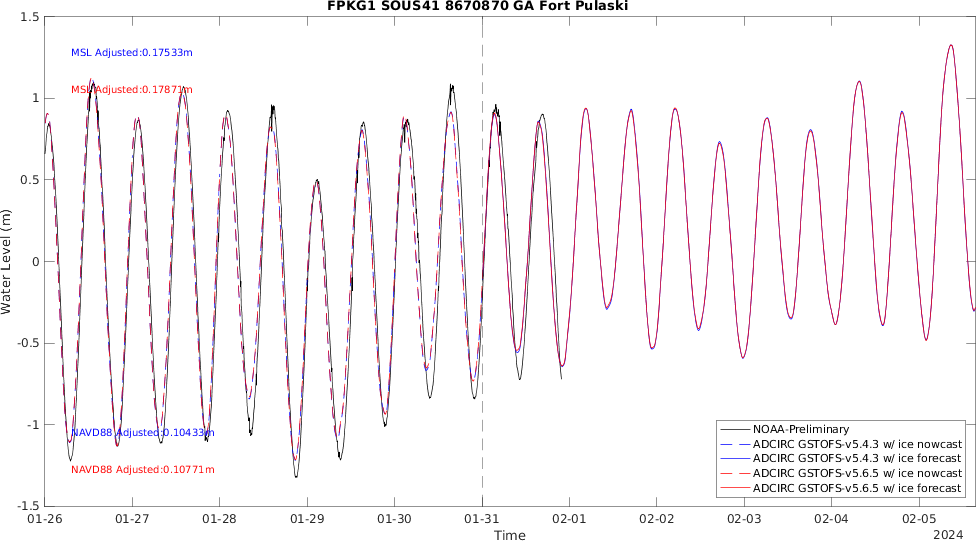 FPKG1 SOUS41 8670870 GA Fort Pulaski
1.5
MSL Adjusted:0.17533m
MSL Adjusted:0.17871m
1
0.5
0
-0.5
-1
-1.5
Water Level (m)
NAVD88 Adjusted:0.10433m
NAVD88 Adjusted:0.10771m
NOAA-Preliminary
ADCIRC GSTOFS-v5.4.3 w/ ice nowcast
ADCIRC GSTOFS-v5.4.3 w/ ice forecast
ADCIRC GSTOFS-v5.6.5 w/ ice nowcast
ADCIRC GSTOFS-v5.6.5 w/ ice forecast
01-26 01-27 01-28 01-29 01-30 01-31 02-01 02-02 02-03 02-04 02-05
Time
2024